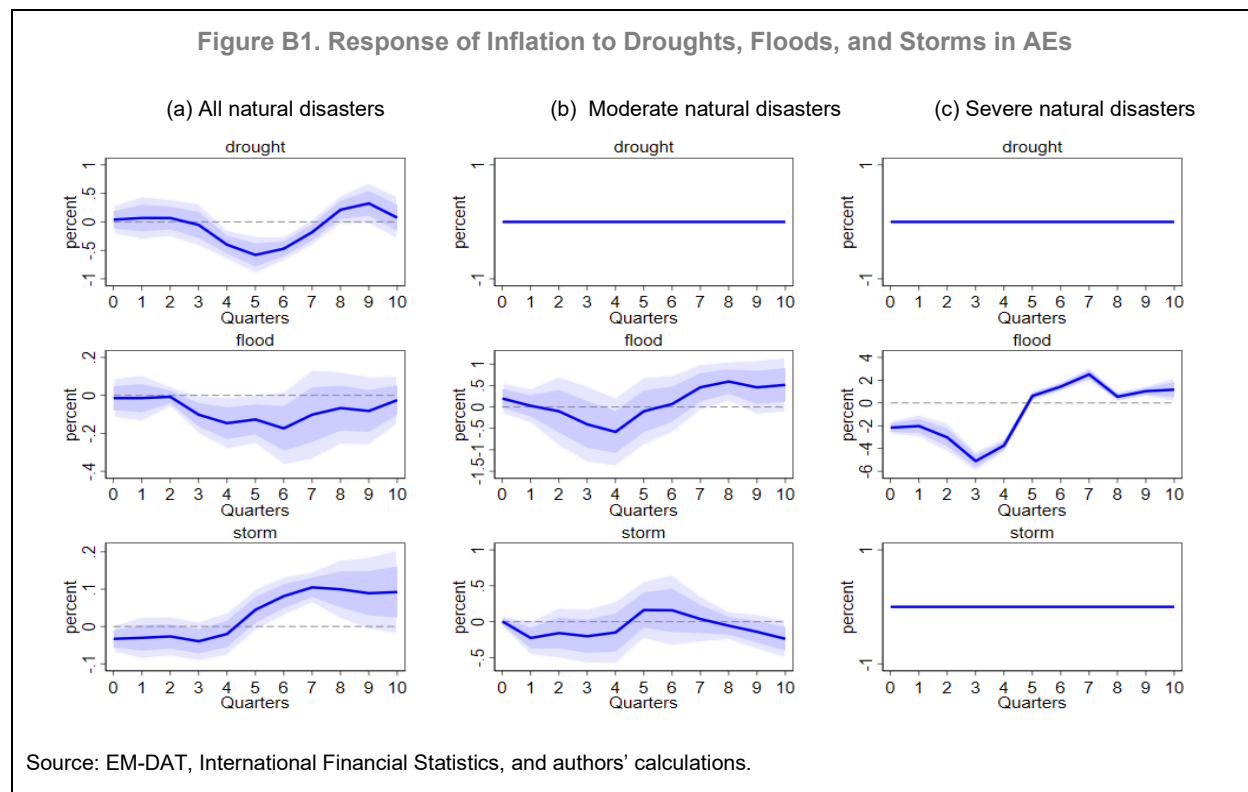 Figure B1. Response of Inflation to Droughts, Floods, and Storms in AEs
(a) All natural disasters
(b) Moderate natural disasters
(c) Severe natural disasters
drought
percent
-1 -.5 0 .5 1
0 1 2 3 4 5 6 7 8 9 10
Quarters
drought
percent
-1 0 1
0 1 2 3 4 5 6 7 8 9 10
Quarters
drought
percent
-1 0 1
0 1 2 3 4 5 6 7 8 9 10
Quarters
flood
percent
-.4 -.2 0 .2
0 1 2 3 4 5 6 7 8 9 10
Quarters
flood
percent
-1.5 -1 -.5 0 .5 1
0 1 2 3 4 5 6 7 8 9 10
Quarters
flood
percent
-6 -4 -2 0 2 4
0 1 2 3 4 5 6 7 8 9 10
Quarters
storm
percent
-.1 0 .1 .2
0 1 2 3 4 5 6 7 8 9 10
Quarters
storm
percent
-.5 0 .5 1
0 1 2 3 4 5 6 7 8 9 10
Quarters
storm
percent
-1 0 1
0 1 2 3 4 5 6 7 8 9 10
Quarters
Source: EM-DAT, International Financial Statistics, and authors’ calculations.